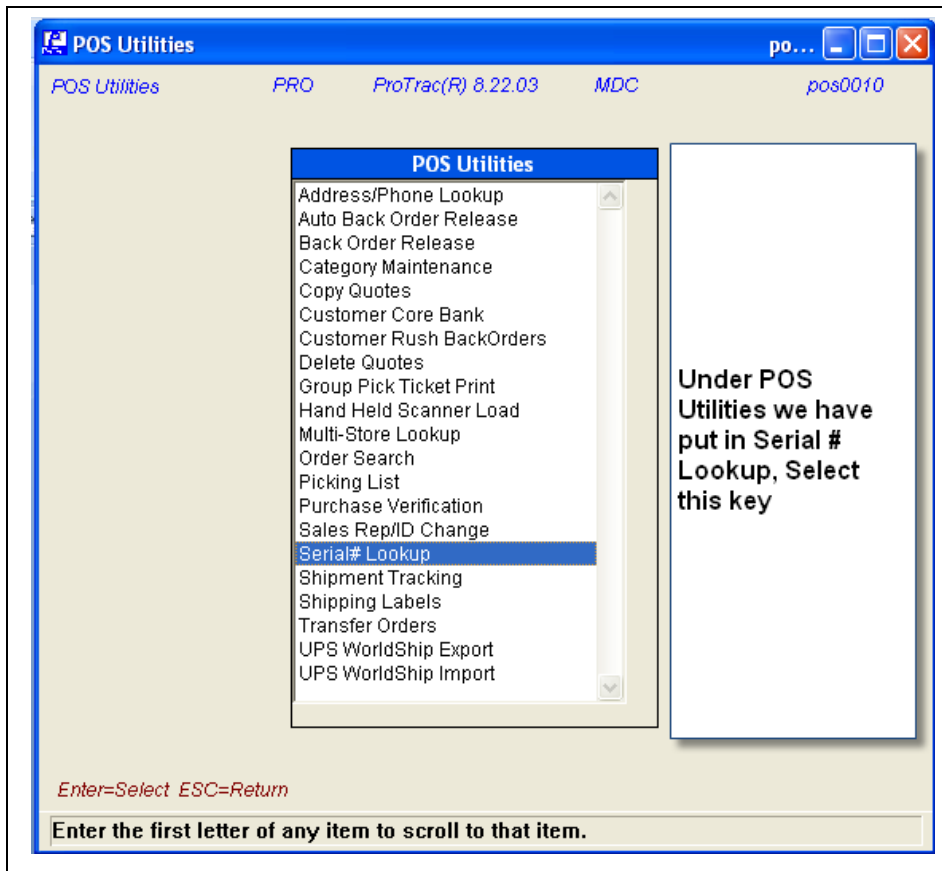 POS Utilities po...
POS Utilities PRO ProTrac(R) 8.22.03 MDC pos0010
POS Utilities
Address/Phone Lookup
Auto Back Order Release
Back Order Release
Category Maintenance
Copy Quotes
Customer Core Bank
Customer Rush BackOrders
Delete Quotes
Group Pick Ticket Print
Hand Held Scanner Load
Multi-Store Lookup
Order Search
Picking List
Purchase Verification
Sales Rep/ID Change
Serial# Lookup
Shipment Tracking
Shipping Labels
Transfer Orders
UPS WorldShip Export
UPS WorldShip Import
Under POS
Utilities we have
put in Serial #
Lookup, Select
this key
Enter=Select ESC=Return
Enter the first letter of any item to scroll to that item.